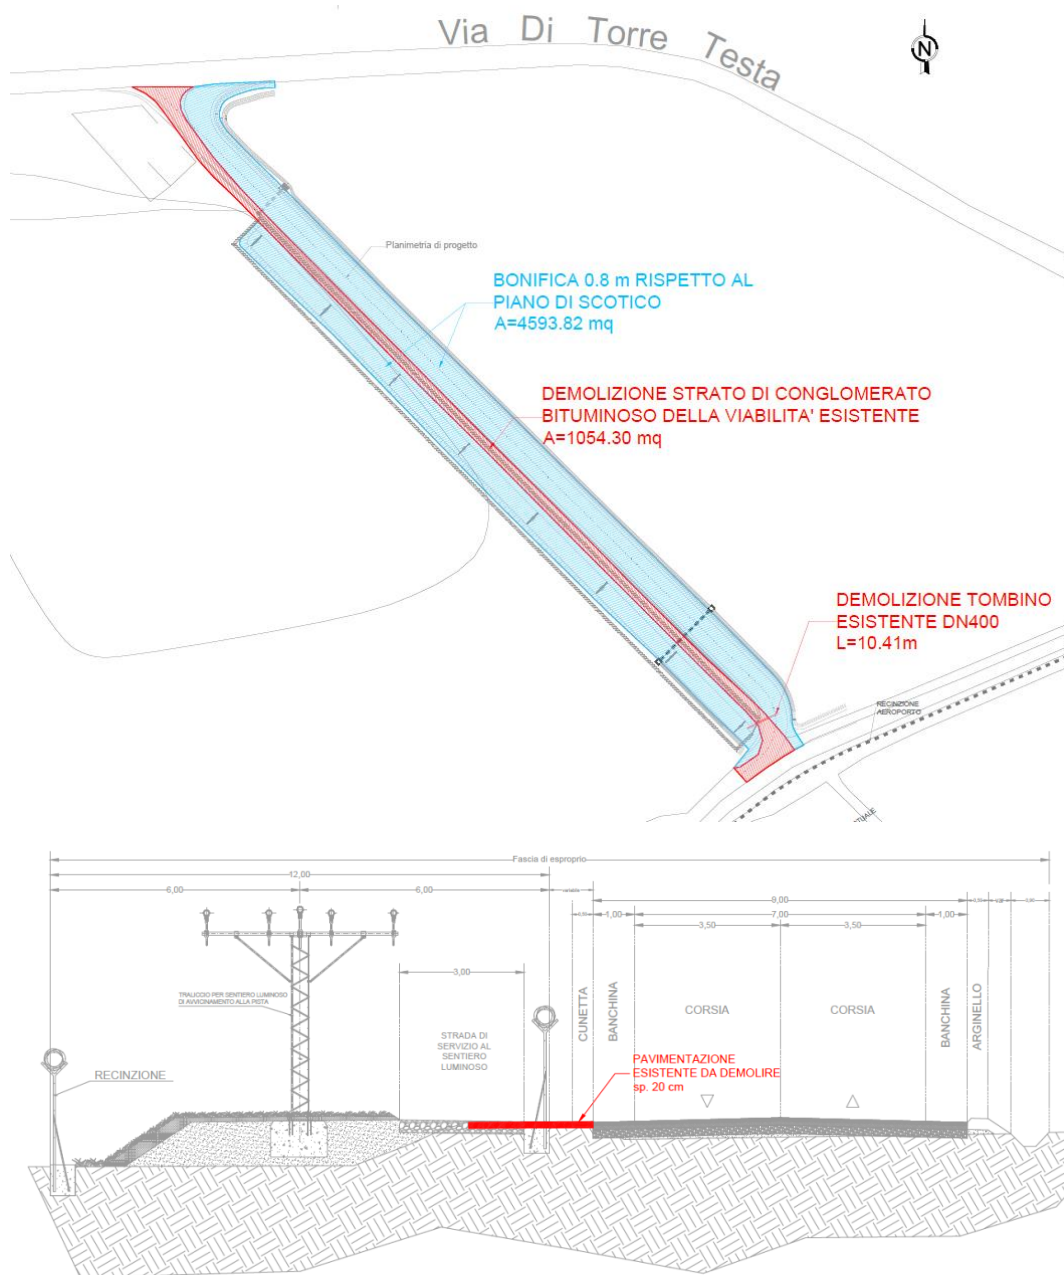 Via Di Torre Testa
N
Planimetria di progetto
BONIFICA 0.8 m RISPETTO AL
PIANO DI SCOTICO
A=4593.82 mq
DEMOLIZIONE STRATO DI CONGLOMERATO
BITUMINOSO DELLA VIABILITA' ESISTENTE
A=1054.30 mq
DEMOLIZIONE TOMBINO
ESISTENTE DN400
L=10.41m
RECINZIONE
AEROPORTO
Fascia di esproprio
12,00
6,00
6,00
9,00
1,00
7,00
1,00
3,50
3,50
3,00
TRALICCIO PER SENTIERO LUMINOSO
DI AVVICINAMENTO ALLA PISTA
CUNETTA
BANCHINA
CORSIA
CORSIA
BANCHINA
ARGINELLO
STRADA DI
SERVIZIO AL
SENTIERO
LUMINOSO
RECINZIONE
PAVIMENTAZIONE
ESISTENTE DA DEMOLIRE
sp. 20 cm